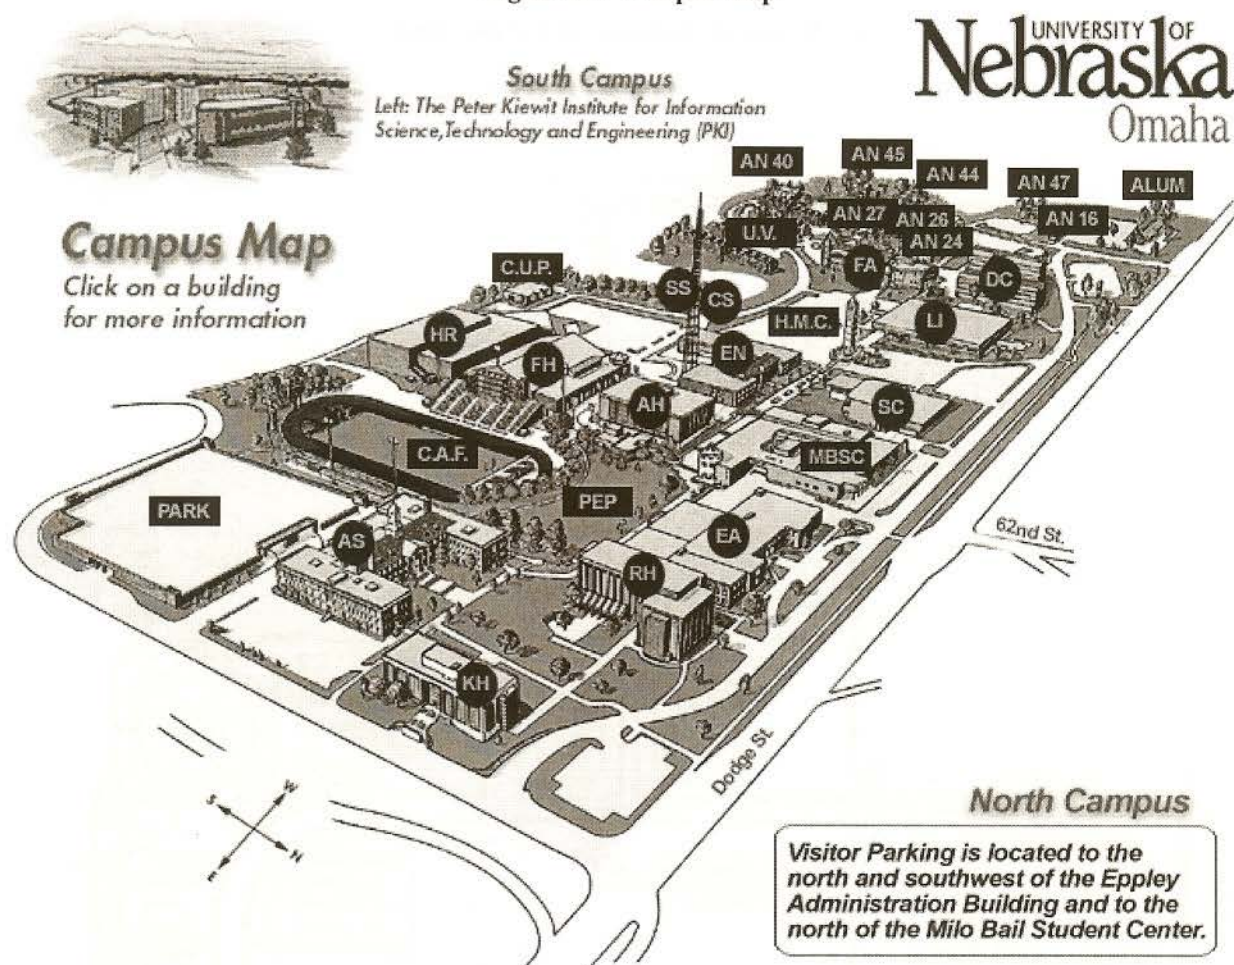 UNIVERSITY OF
Nebraska
Omaha
South Campus
Left: The Peter Kiewit Institute for Information
Science,Technology and Engineering (PKI)
Campus Map
Click on a building
for more information
AN 40
AN 45
AN 44
AN 47
ALUM
AN 27
AN 26
AN 16
U.V.
AN 24
C.U.P.
FA
DC
SS
CS
HR
H.M.C.
LI
FH
EN
AH
SC
C.A.F.
MBSC
PARK
PEP
AS
EA
62nd St.
RH
KH
Dodge St.
W
S
N
E
North Campus
Visitor Parking is located to the
north and southwest of the Eppley
Administration Building and to the
north of the Milo Bail Student Center.